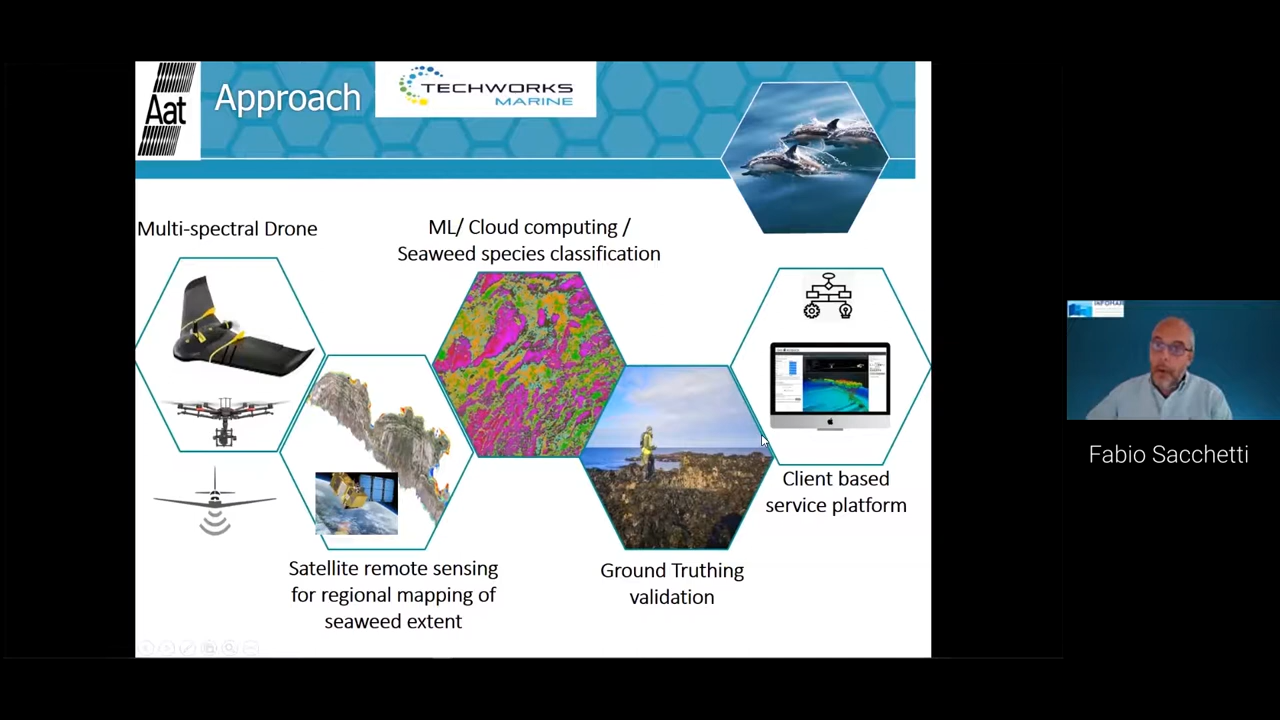 Aat
Approach
TECHWORKS
MARINE
Multi-spectral Drone
ML/ Cloud computing /
Seaweed species classification
Client based
service platform
Satellite remote sensing
for regional mapping of
seaweed extent
Ground Truthing
validation
Fabio Sacchetti